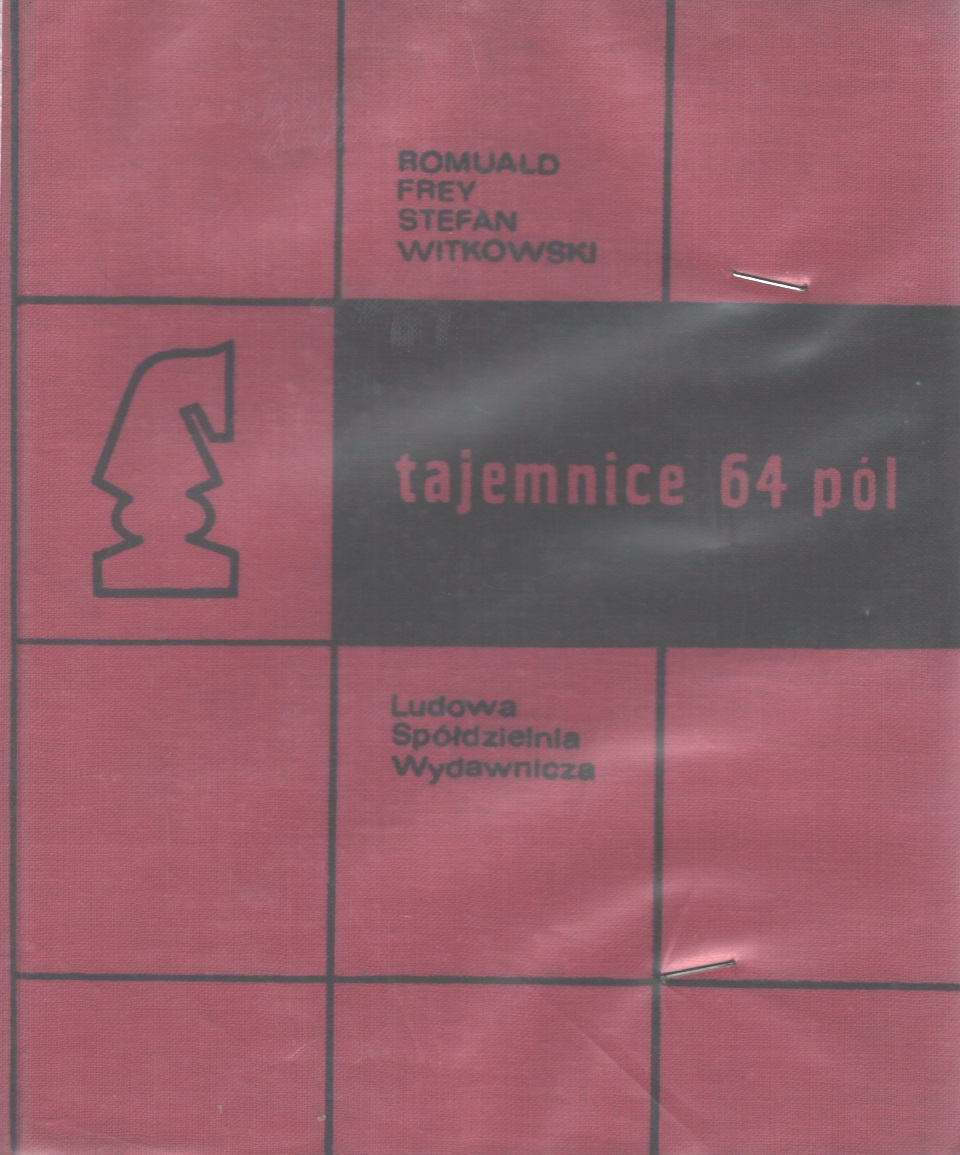 ROMUALD
FREY
STEFAN
WITKOWSKI
tajemnice 64 pól
Ludowa
Spółdzielnia
Wydawnicza